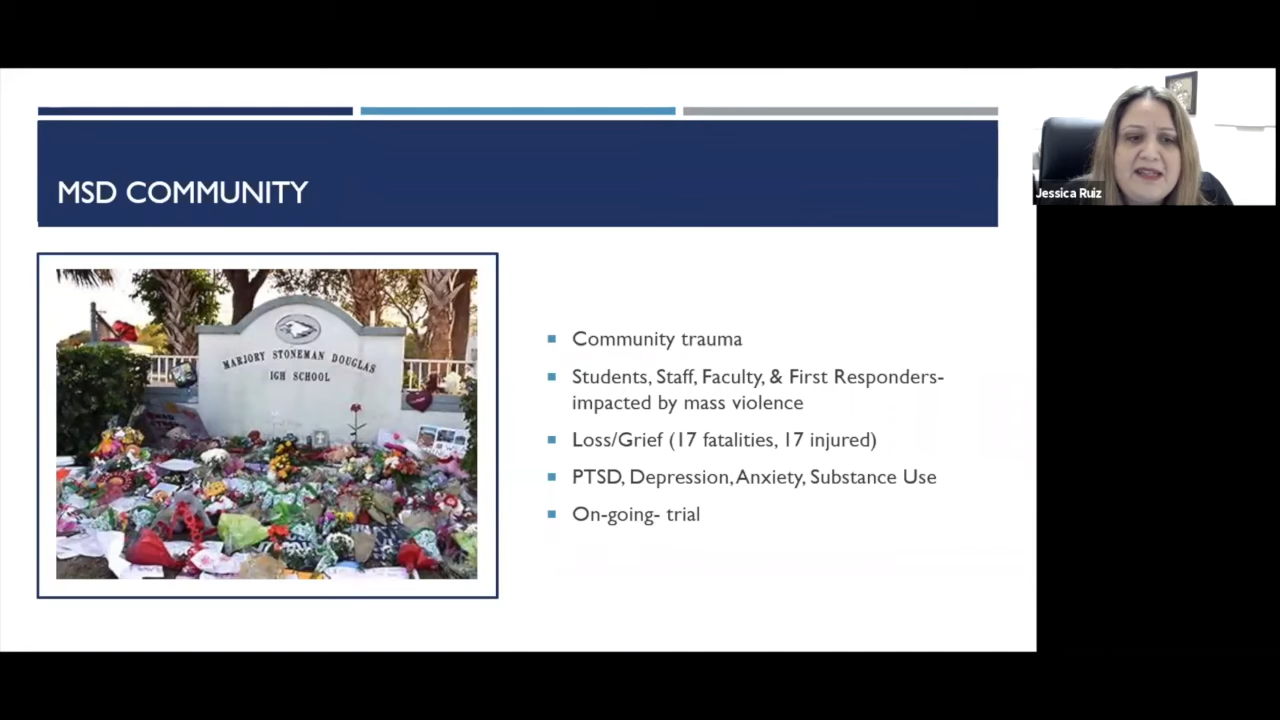 MSD COMMUNITY
MARJORY STONEMAN DOUGLAS
IGH SCHOOL
Community trauma
Students, Staff, Faculty, & First Responders-
impacted by mass violence
Loss/Grief (17 fatalities, 17 injured)
PTSD, Depression, Anxiety, Substance Use
On-going- trial
Jessica Ruiz